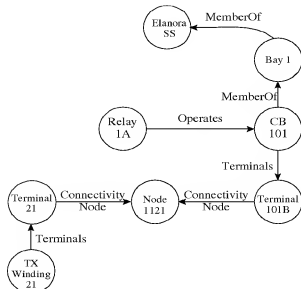 MemberOf
Elanora
SS
Bay 1
MemberOf
Relay
1A
Operates
CB
101
Terminals
Terminal
21
Connectivity
Node
Node
1121
Connectivity
Node
Terminal
101B
Terminals
TX
Winding
21